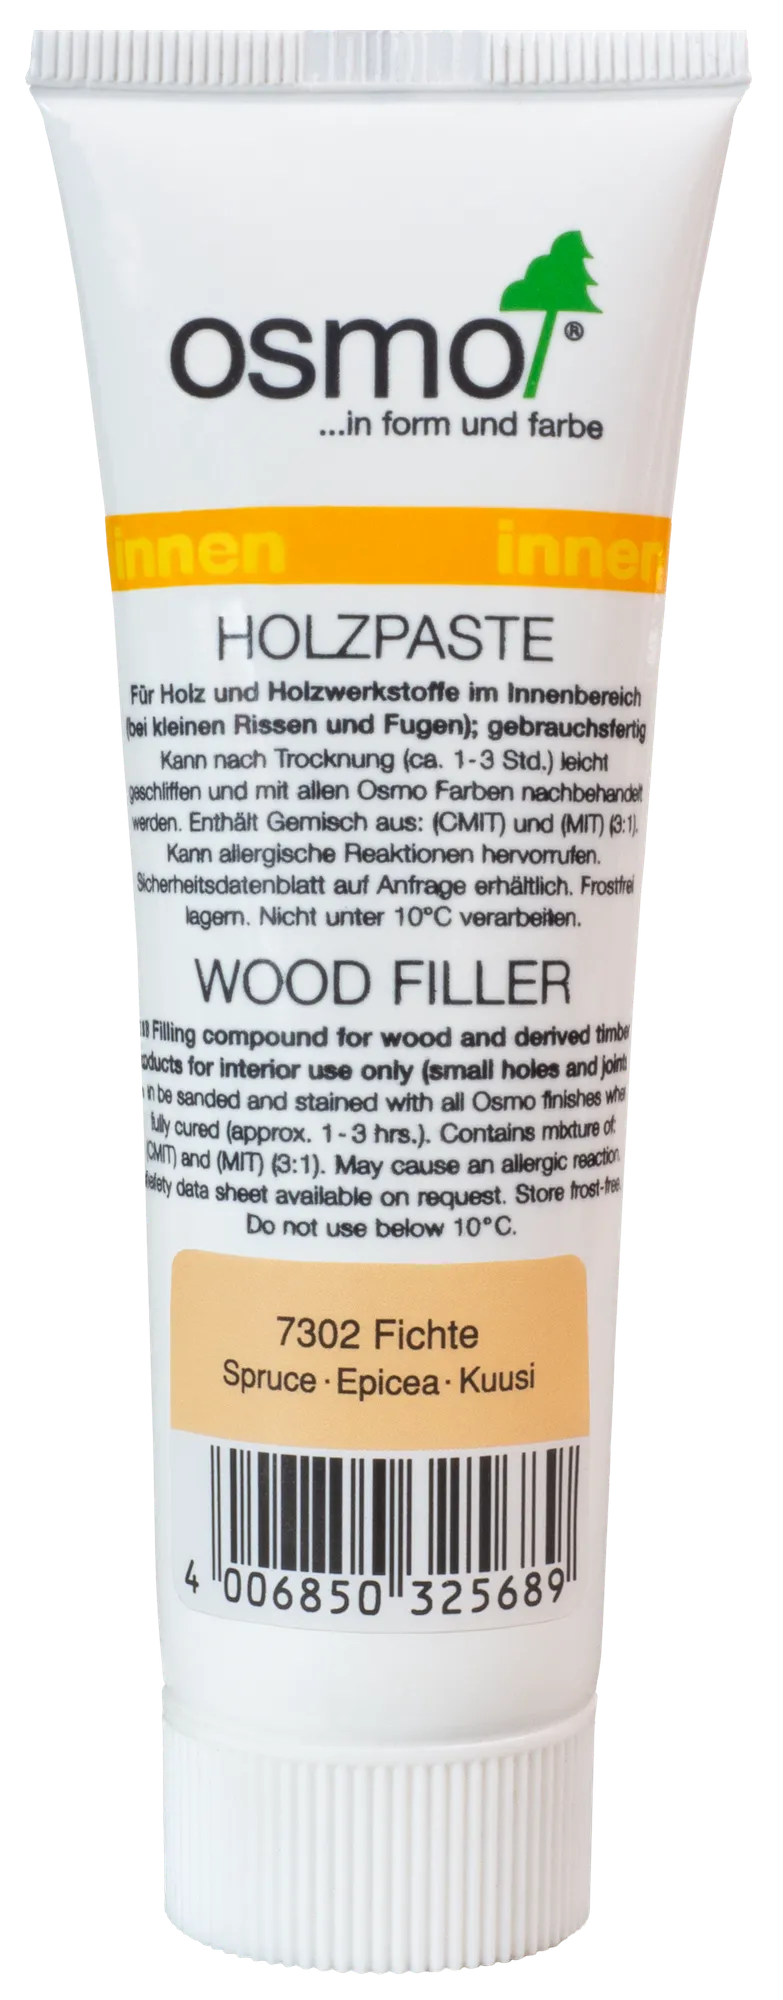 osmo®
...in form und farbe
innen innen
HOLZPASTE
Für Holz und Holzwerkstoffe im Innenbereich
(bei kleinen Rissen und Fugen); gebrauchsfertig
Kann nach Trocknung (ca. 1-3 Std.) leicht
geschliffen und mit allen Osmo Farben nachbehandelt
werden. Enthält Gemisch aus: (CMIT) und (MIT) (3:1).
Kann allergische Reaktionen hervorrufen.
Sicherheitsdatenblatt auf Anfrage erhältlich. Frostfrei
lagern. Nicht unter 10°C verarbeiten.
WOOD FILLER
Filling compound for wood and derived timber
products for interior use only (small holes and joints
be sanded and stained with all Osmo finishes when
fully cured (approx. 1-3 hrs.). Contains mixture of:
(CMIT) and (MIT) (3:1). May cause an allergic reaction.
Safety data sheet available on request. Store frost-free.
Do not use below 10°C.
7302 Fichte
Spruce · Epicea · Kuusi
4 006850 325689